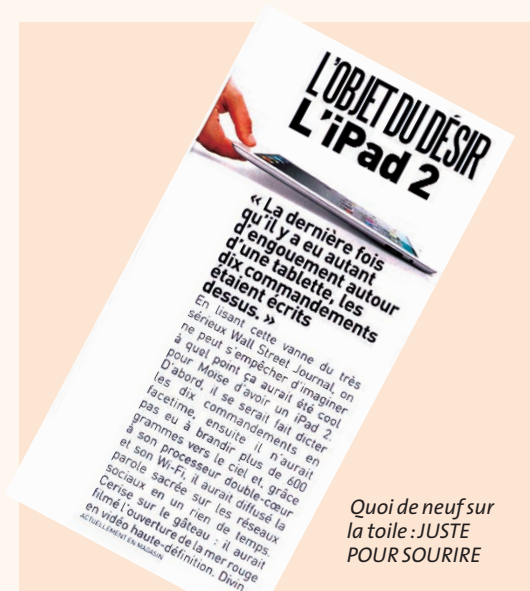 L'OBJET DU DÉSIR
L'iPad 2
« La dernière fois
qu'il y a eu autant
d'engouement autour
d'une tablette, les
dix commandements
étaient écrits
dessus. »
En lisant cette vanne du très
sérieux Wall Street Journal, on
ne peut s'empêcher d'imaginer
à quel point ça aurait été cool
pour Moïse d'avoir un iPad 2.
D'abord, il se serait fait dicter
les dix commandements en
facetime, ensuite il n'aurait
pas eu à brandir plus de 600
grammes vers le ciel et, grâce
à son processeur double-cœur
et son Wi-Fi, il aurait diffusé la
parole sacrée sur les réseaux
sociaux en un rien de temps.
Cerise sur le gâteau : il aurait
filmé l'ouverture de la mer rouge
en vidéo haute-définition. Divin
ACTUELLEMENT EN MAGASIN
Quoi de neuf sur
la toile : JUSTE
POUR SOURIRE